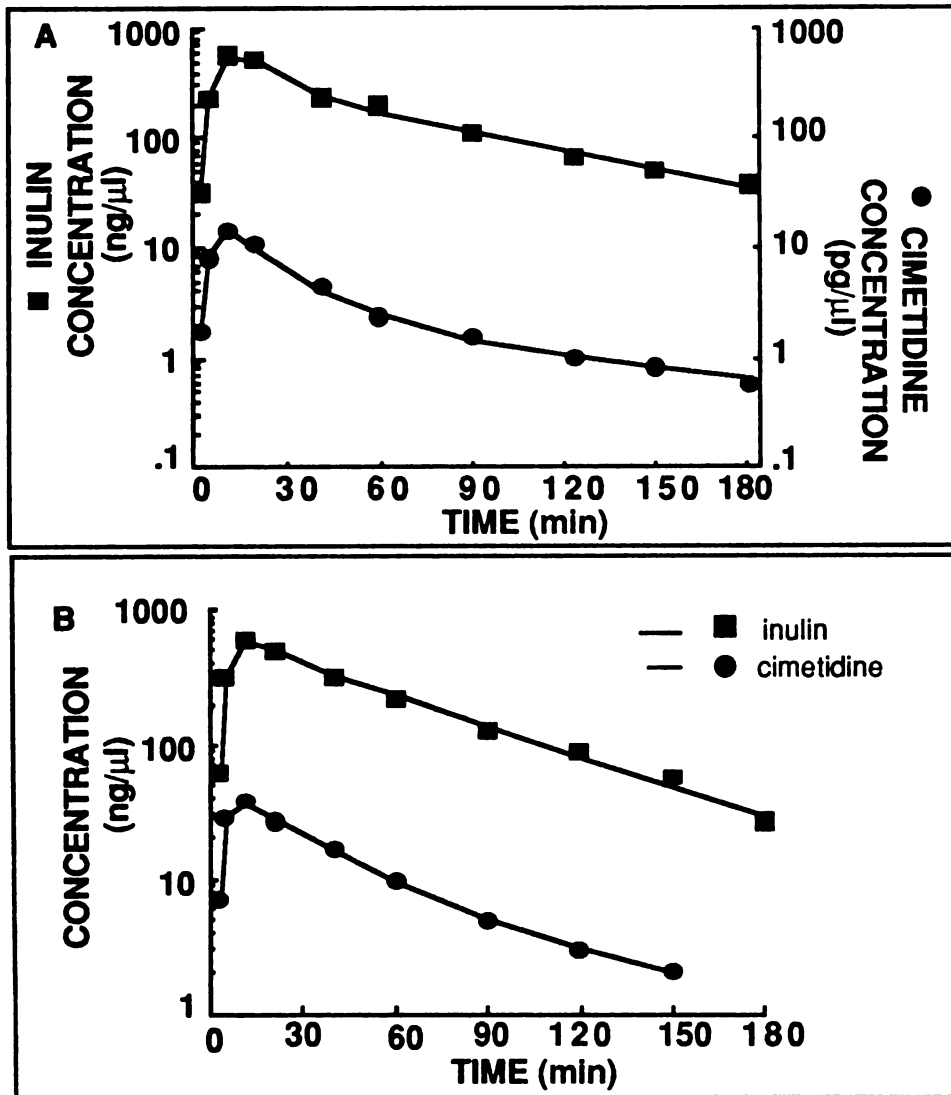 A
1000
100
10
1
.1
■ INULIN
CONCENTRATION
(ng/µl)
1000
100
10
1
.1
● CIMETIDINE
CONCENTRATION
(pg/µl)
0 30 60 90 120 150 180
TIME (min)
B
1000
100
10
1
CONCENTRATION
(ng/µl)
inulin
cimetidine
0 30 60 90 120 150 180
TIME (min)